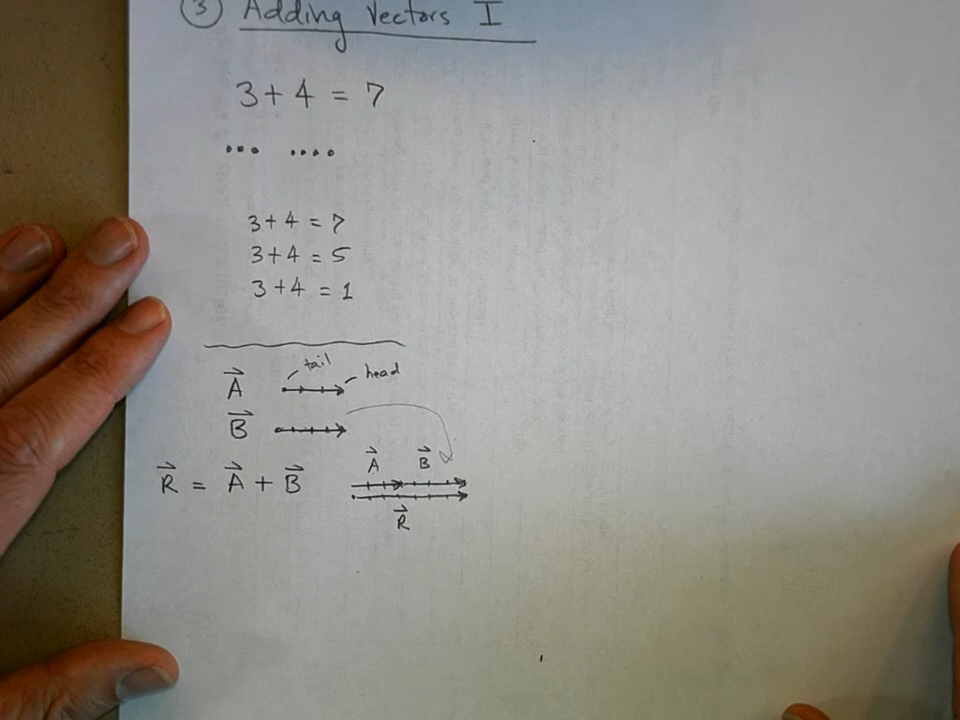 ③ Adding Vectors I
3 + 4 = 7
3 + 4 = 7
3 + 4 = 5
3 + 4 = 1
tail
A⃗ head
B⃗
A⃗ B⃗
R⃗ = A⃗ + B⃗
R⃗